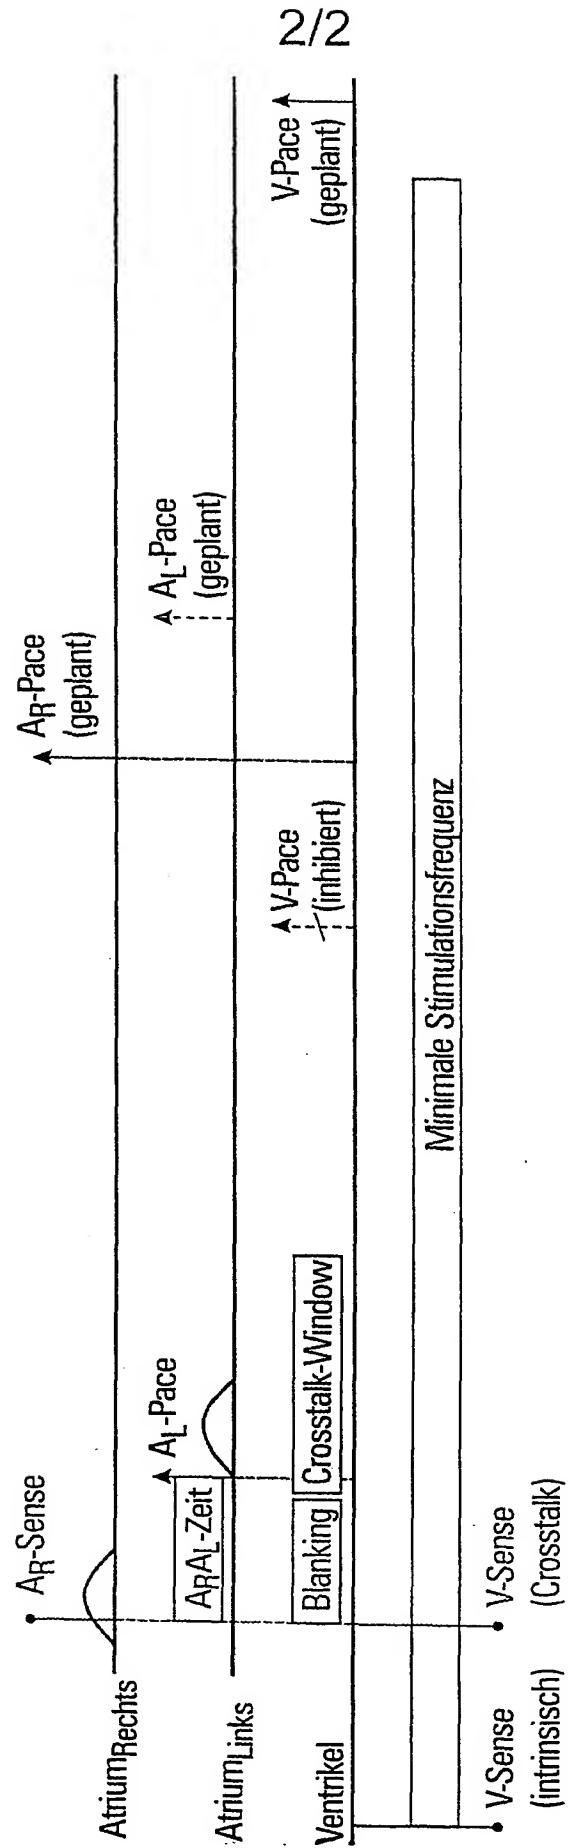 2/2
AR-Sense
AR-Pace
(geplant)
AtriumRechts
ARAL-Zeit
AL-Pace
AL-Pace
(geplant)
AtriumLinks
Blanking
Crosstalk-Window
V-Pace
(inhibiert)
V-Pace
(geplant)
Ventrikel
Minimale Stimulationsfrequenz
V-Sense
(intrinsisch)
V-Sense
(Crosstalk)